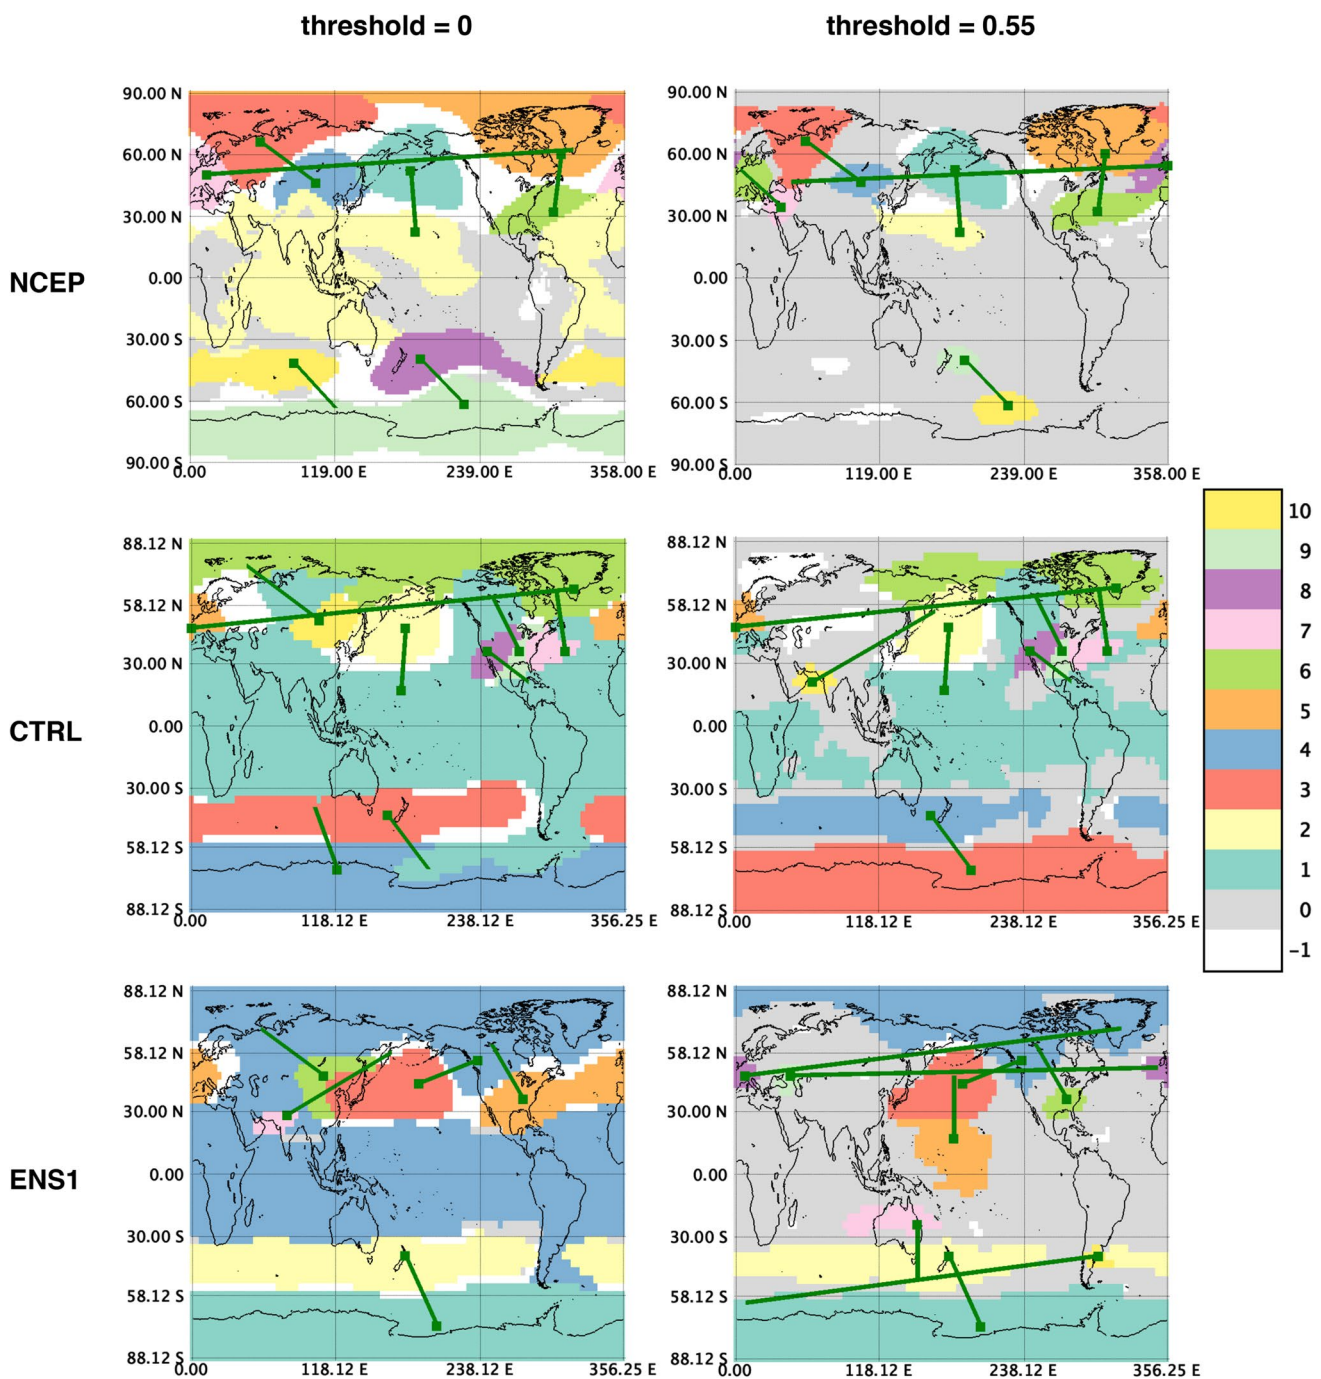 threshold = 0
threshold = 0.55
NCEP
90.00 N
60.00 N
30.00 N
0.00
30.00 S
60.00 S
90.00 S
0.00
119.00 E
239.00 E
358.00 E
90.00 N
60.00 N
30.00 N
0.00
30.00 S
60.00 S
90.00 S
0.00
119.00 E
239.00 E
358.00 E
CTRL
88.12 N
58.12 N
30.00 N
0.00
30.00 S
58.12 S
88.12 S
0.00
118.12 E
238.12 E
356.25 E
88.12 N
58.12 N
30.00 N
0.00
30.00 S
58.12 S
88.12 S
0.00
118.12 E
238.12 E
356.25 E
10
9
8
7
6
5
4
3
2
1
0
-1
ENS1
88.12 N
58.12 N
30.00 N
0.00
30.00 S
58.12 S
88.12 S
0.00
118.12 E
238.12 E
356.25 E
88.12 N
58.12 N
30.00 N
0.00
30.00 S
58.12 S
88.12 S
0.00
118.12 E
238.12 E
356.25 E